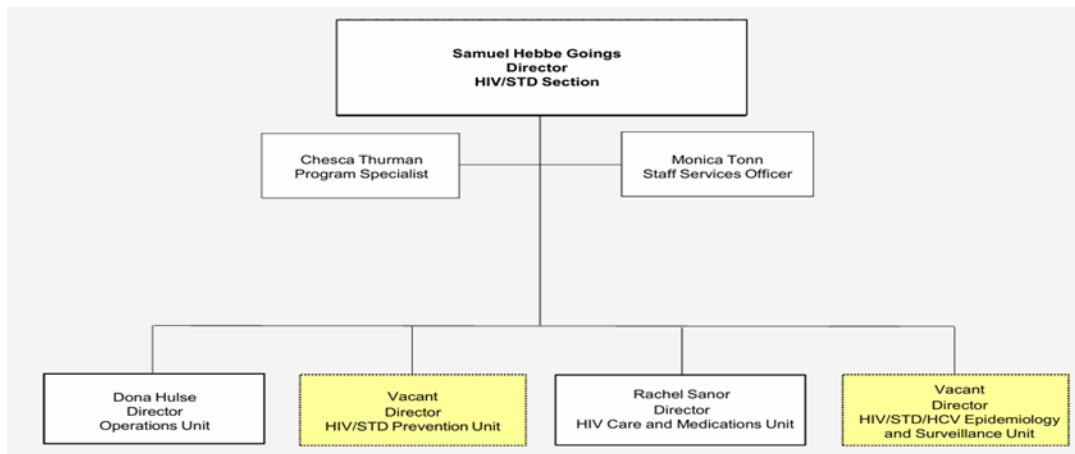 Samuel Hebbe Goings
Director
HIV/STD Section
Chesca Thurman
Program Specialist
Monica Tonn
Staff Services Officer
Dona Hulse
Director
Operations Unit
Vacant
Director
HIV/STD Prevention Unit
Rachel Sanor
Director
HIV Care and Medications Unit
Vacant
Director
HIV/STD/HCV Epidemiology
and Surveillance Unit